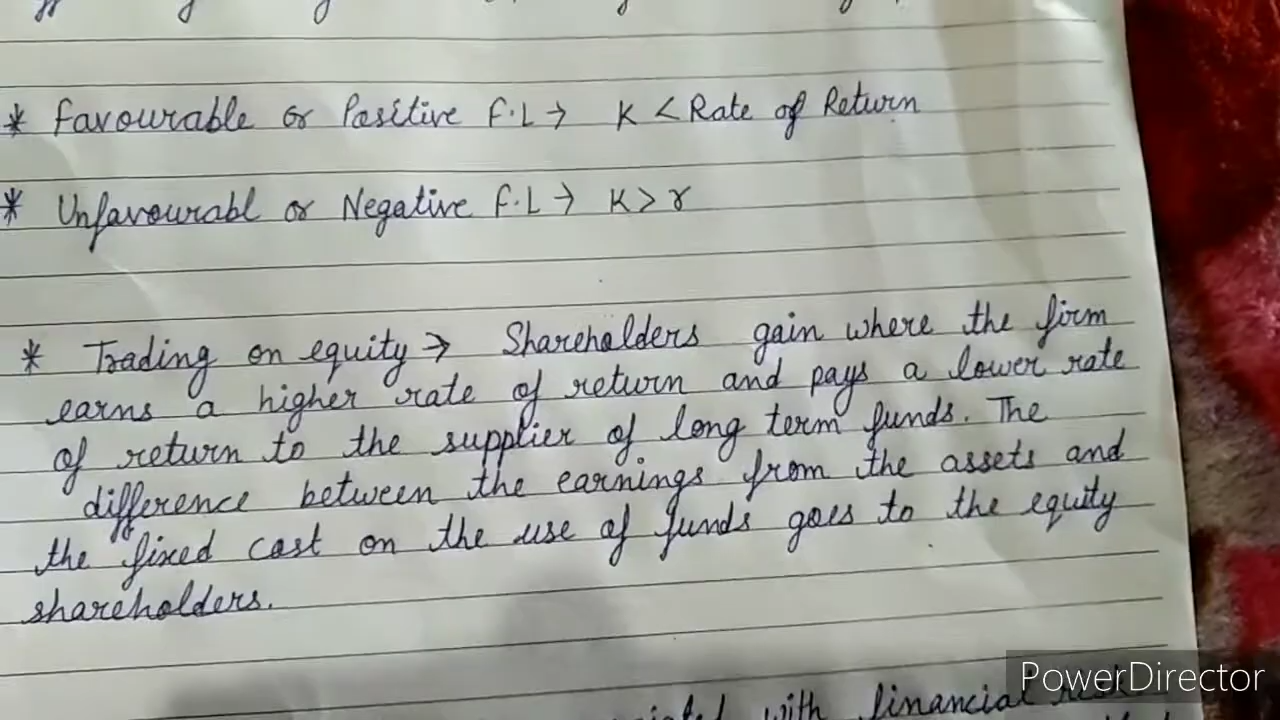 * Favourable or Positive F.L → K < Rate of Return
* Unfavourabl or Negative F.L → K > r
* Trading on equity → Shareholders gain where the firm
earns a higher rate of return and pays a lower rate
of return to the supplier of long term funds. The
difference between the earnings from the assets and
the fixed cost on the use of funds goes to the equity
shareholders.
with financial risk
PowerDirector